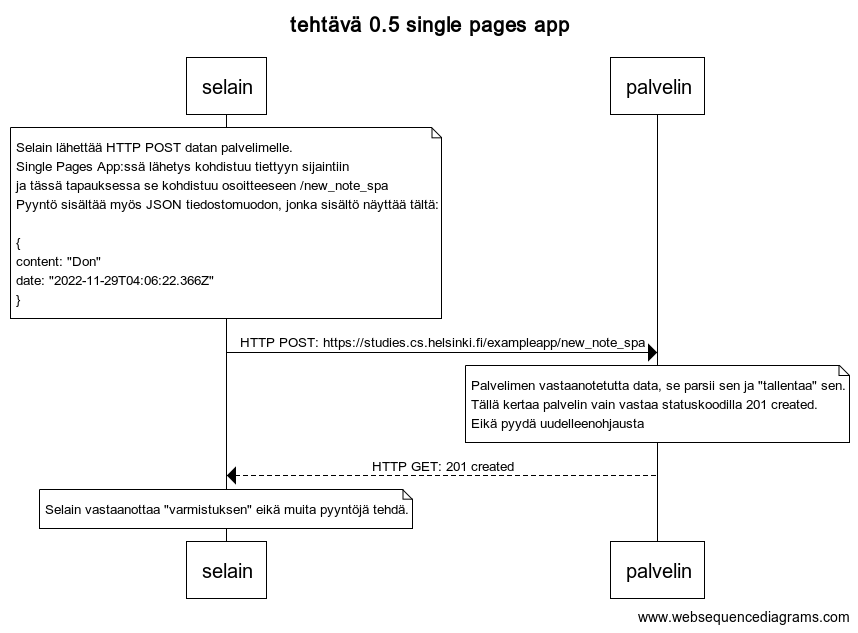 tehtävä 0.5 single pages app
selain
palvelin
Selain lähettää HTTP POST datan palvelimelle.
Single Pages App:ssä lähetys kohdistuu tiettyyn sijaintiin
ja tässä tapauksessa se kohdistuu osoitteeseen /new_note_spa
Pyyntö sisältää myös JSON tiedostomuodon, jonka sisältö näyttää tältä:
{
content: "Don"
date: "2022-11-29T04:06:22.366Z"
}
HTTP POST: https://studies.cs.helsinki.fi/exampleapp/new_note_spa
Palvelimen vastaanotetutta data, se parsii sen ja "tallentaa" sen.
Tällä kertaa palvelin vain vastaa statuskoodilla 201 created.
Eikä pyydä uudelleenohjausta
HTTP GET: 201 created
Selain vastaanottaa "varmistuksen" eikä muita pyyntöjä tehdä.
selain
palvelin
www.websequencediagrams.com